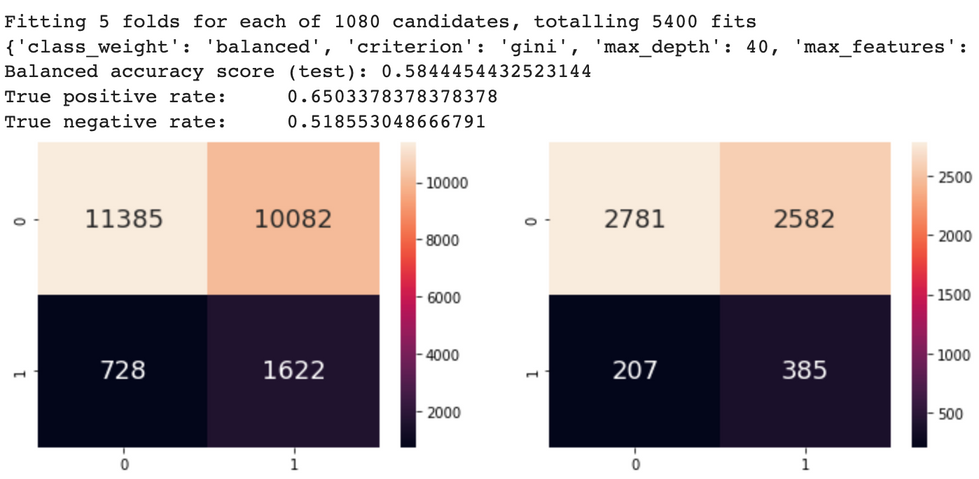 Fitting 5 folds for each of 1080 candidates, totalling 5400 fits
{'class_weight': 'balanced', 'criterion': 'gini', 'max_depth': 40, 'max_features':
Balanced accuracy score (test): 0.5844454432523144
True positive rate: 0.6503378378378378
True negative rate: 0.518553048666791
0 11385 10082
1 728 1622
0 1
10000
8000
6000
4000
2000
0 2781 2582
1 207 385
0 1
2500
2000
1500
1000
500